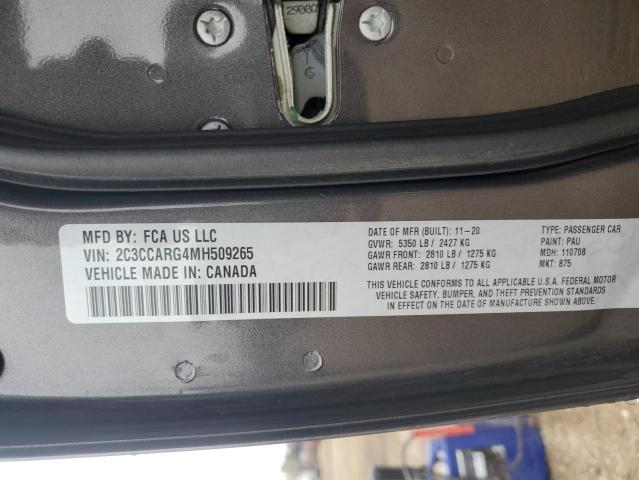 2900
MFD BY: FCA US LLC
VIN: 2C3CCARG4MH509265
VEHICLE MADE IN: CANADA
DATE OF MFR (BUILT): 11-20
GVWR: 5350 LB / 2427 KG
GAWR FRONT: 2810 LB / 1275 KG
GAWR REAR: 2810 LB / 1275 KG
TYPE: PASSENGER CAR
PAINT: PAU
MDH: 110708
MKT: 875
THIS VEHICLE CONFORMS TO ALL APPLICABLE U.S.A. FEDERAL MOTOR
VEHICLE SAFETY, BUMPER, AND THEFT PREVENTION STANDARDS
IN EFFECT ON THE DATE OF MANUFACTURE SHOWN ABOVE.